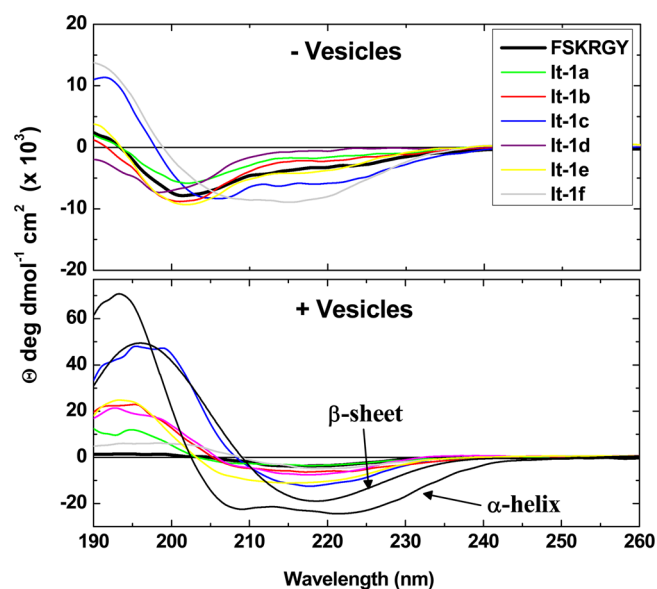 - Vesicles
FSKRGY
It-1a
It-1b
It-1c
It-1d
It-1e
It-1f
20
10
0
-10
-20
Θ deg dmol⁻¹ cm² (x 10³)
+ Vesicles
60
40
20
0
-20
β-sheet
α-helix
190 200 210 220 230 240 250 260
Wavelength (nm)